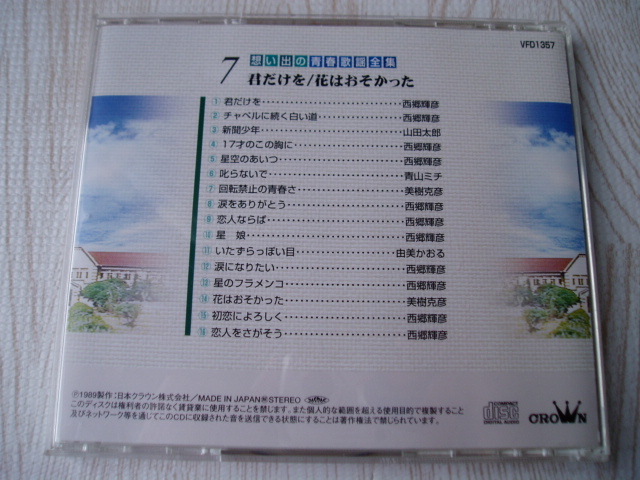 VFD1357
7 想い出の青春歌謡全集
君だけを/花はおそかった
1 君だけを……………………西郷輝彦
2 チャペルに続く白い道……………西郷輝彦
3 新聞少年……………………山田太郎
4 17才のこの胸に……………………西郷輝彦
5 星空のあいつ……………………西郷輝彦
6 叱らないで……………………青山ミチ
7 回転禁止の青春さ……………………美樹克彦
8 涙をありがとう……………………西郷輝彦
9 恋人ならば……………………西郷輝彦
10 星 娘……………………西郷輝彦
11 いたずらっぽい目……………………由美かおる
12 涙になりたい……………………西郷輝彦
13 星のフラメンコ……………………西郷輝彦
14 花はおそかった……………………美樹克彦
15 初恋によろしく……………………西郷輝彦
16 恋人をさがそう……………………西郷輝彦
Ⓟ1989製作:日本クラウン株式会社/MADE IN JAPAN STEREO
このディスクは権利者の許諾なく賃貸業に使用することを禁じます。また個人的な範囲を超える使用目的で複製すること
及びネットワーク等を通じてこのCDに収録された音を送信できる状態にすることは著作権法で禁じられています。
COMPACT
disc
DIGITAL AUDIO
CROWN